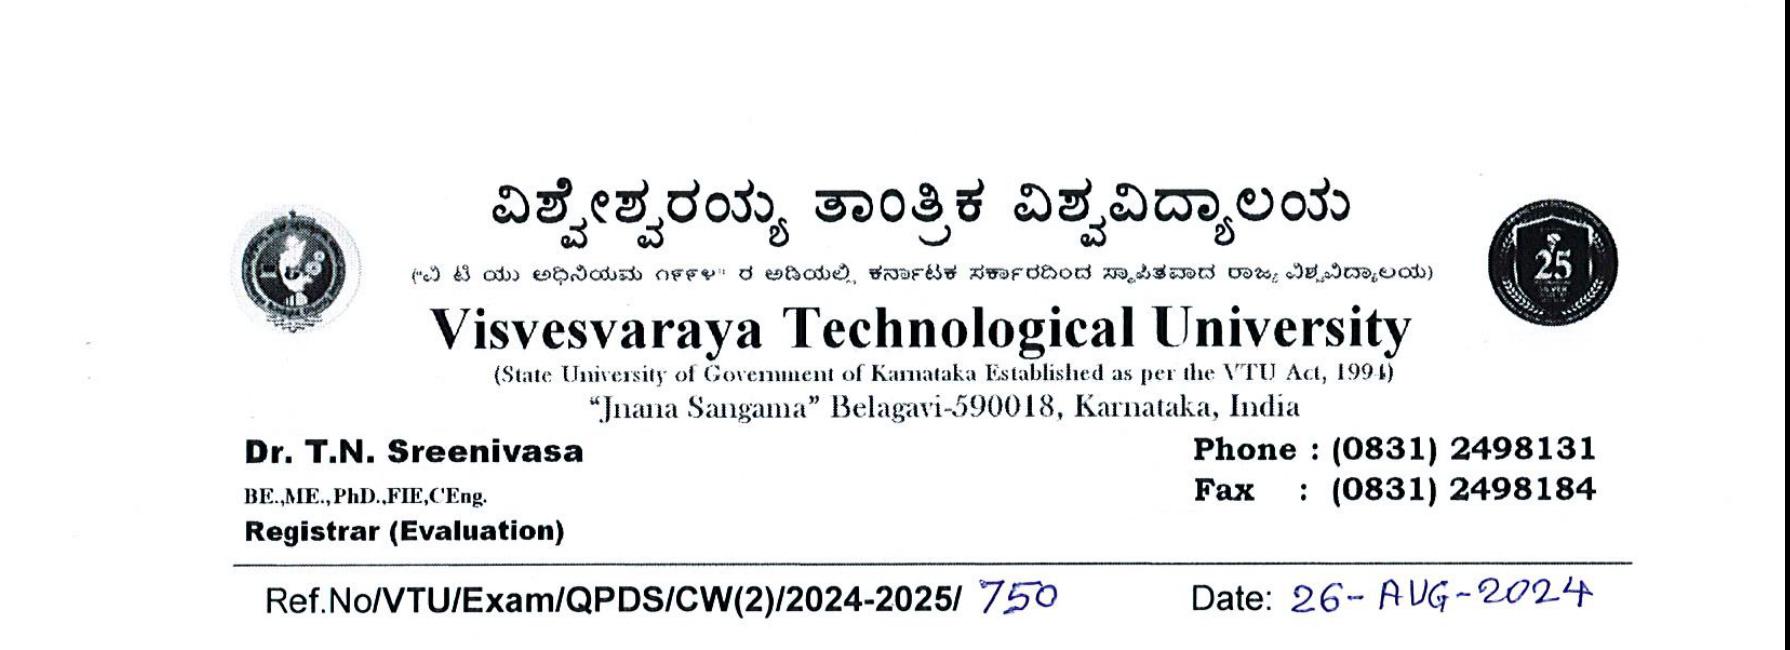 ವಿಶ್ವೇಶ್ವರಯ್ಯ ತಾಂತ್ರಿಕ ವಿಶ್ವವಿದ್ಯಾಲಯ
("ವಿ ಟಿ ಯು ಅಧಿನಿಯಮ ೧೯೯೪" ರ ಅಡಿಯಲ್ಲಿ, ಕರ್ನಾಟಕ ಸರ್ಕಾರದಿಂದ ಸ್ಥಾಪಿತವಾದ ರಾಜ್ಯ ವಿಶ್ವವಿದ್ಯಾಲಯ)
25
Visvesvaraya Technological University
(State University of Government of Karnataka Established as per the VTU Act, 1994)
“Jnana Sangama” Belagavi-590018, Karnataka, India
Dr. T.N. Sreenivasa
Phone : (0831) 2498131
BE.,ME.,PhD.,FIE,C'Eng.
Fax : (0831) 2498184
Registrar (Evaluation)
Ref.No/VTU/Exam/QPDS/CW(2)/2024-2025/ 750 Date: 26-AUG-2024